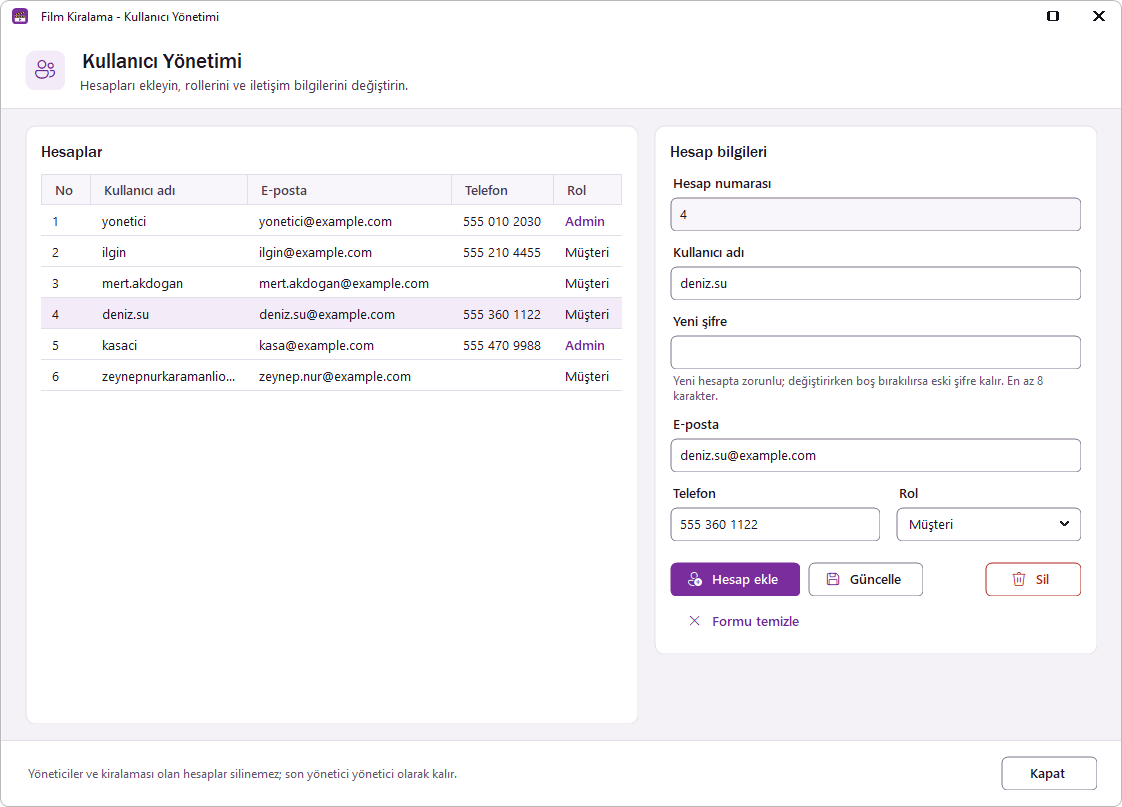 Film Kiralama - Kullanıcı Yönetimi
Kullanıcı Yönetimi
Hesapları ekleyin, rollerini ve iletişim bilgilerini değiştirin.
Hesaplar
No Kullanıcı adı E-posta Telefon Rol
1 yonetici yonetici@example.com 555 010 2030 Admin
2 ilgin ilgin@example.com 555 210 4455 Müşteri
3 mert.akdogan mert.akdogan@example.com Müşteri
4 deniz.su deniz.su@example.com 555 360 1122 Müşteri
5 kasaci kasa@example.com 555 470 9988 Admin
6 zeynepnurkaramanlio... zeynep.nur@example.com Müşteri
Hesap bilgileri
Hesap numarası
4
Kullanıcı adı
deniz.su
Yeni şifre
Yeni hesapta zorunlu; değiştirirken boş bırakılırsa eski şifre kalır. En az 8
karakter.
E-posta
deniz.su@example.com
Telefon Rol
555 360 1122 Müşteri
Hesap ekle Güncelle Sil
Formu temizle
Yöneticiler ve kiralaması olan hesaplar silinemez; son yönetici yönetici olarak kalır.
Kapat